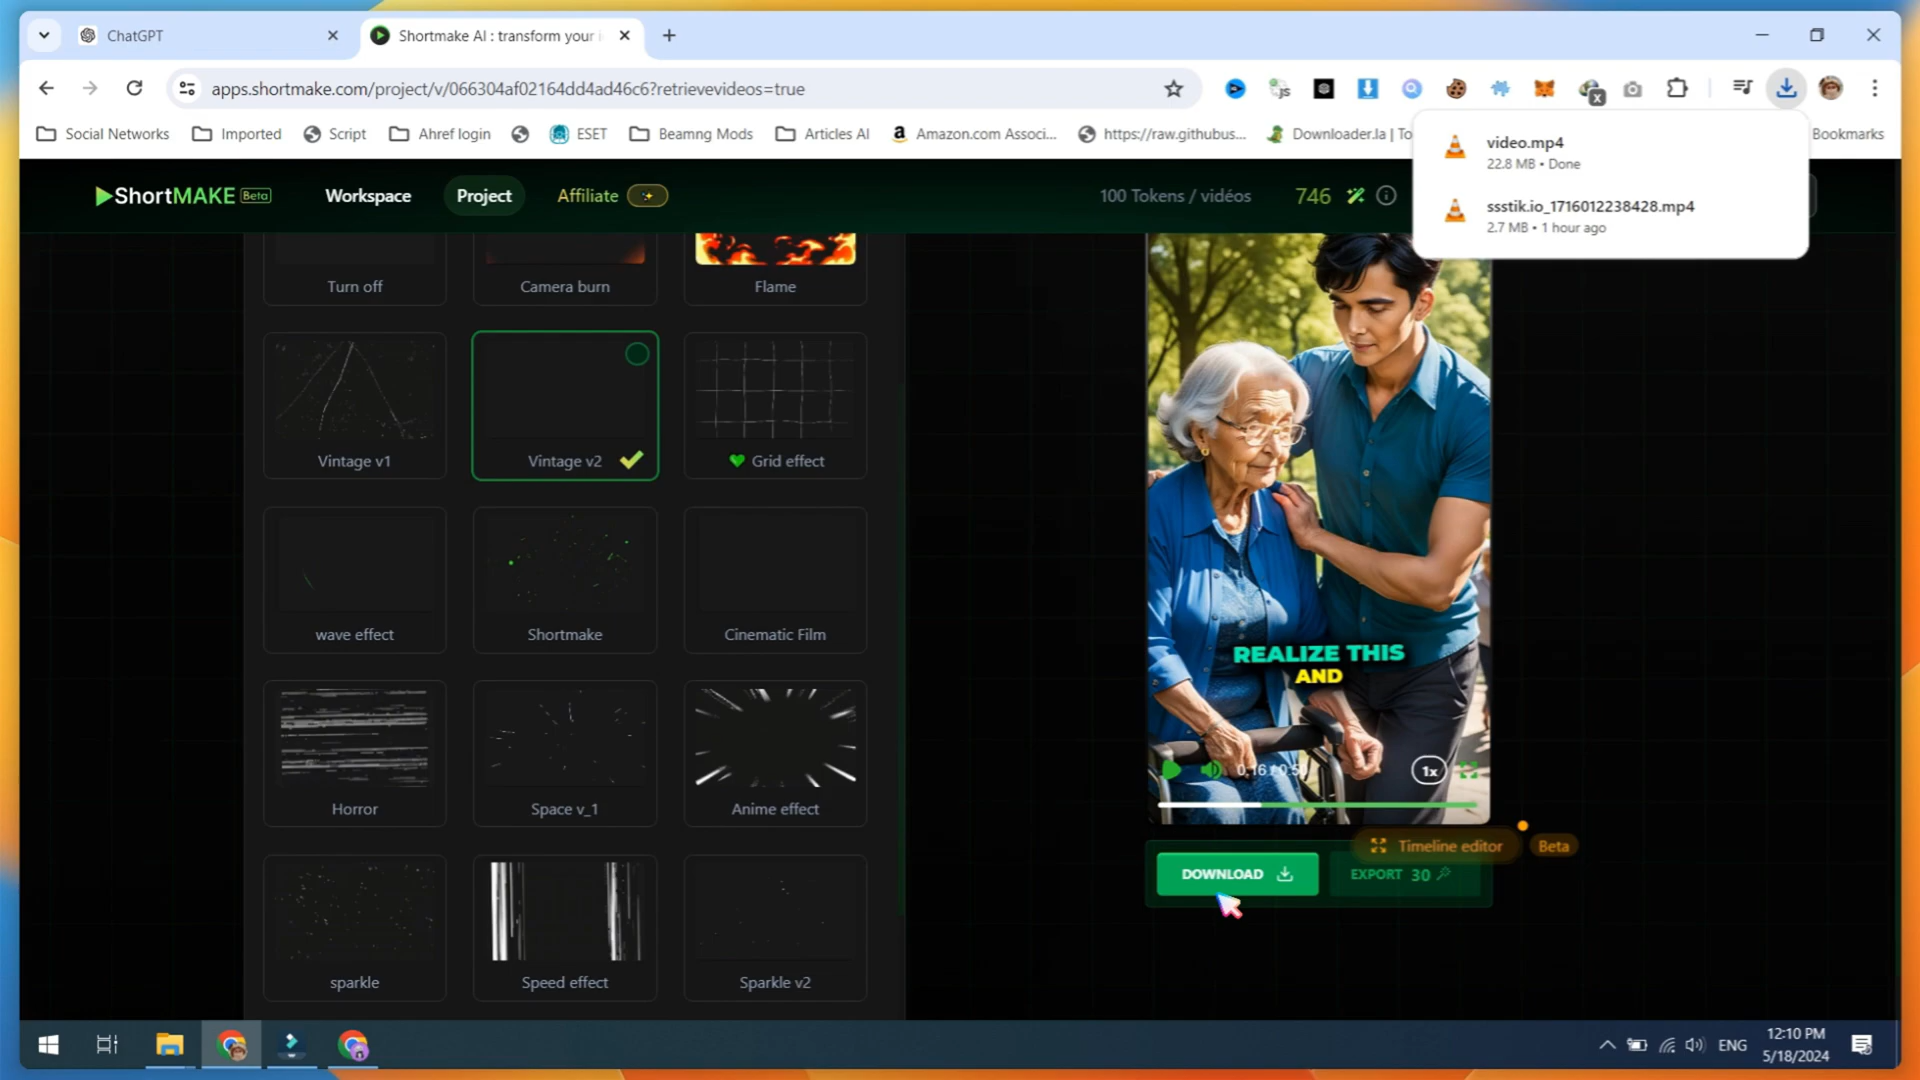 ChatGPT
Shortmake AI : transform your i
apps.shortmake.com/project/v/066304af02164dd4ad46c6?retrievevideos=true
js
x
Social Networks
Imported
Script
Ahref login
ESET
Beamng Mods
Articles AI
a
Amazon.com Associ...
https://raw.githubus...
Downloader.la | To
Bookmarks
video.mp4
22.8 MB • Done
ssstik.io_1716012238428.mp4
2.7 MB • 1 hour ago
ShortMAKE Beta
Workspace
Project
Affiliate
100 Tokens / vidéos
746
Turn off
Camera burn
Flame
Vintage v1
Vintage v2
Grid effect
wave effect
Shortmake
Cinematic Film
Horror
Space v_1
Anime effect
sparkle
Speed effect
Sparkle v2
REALIZE THIS
AND
1x
Timeline editor
Beta
DOWNLOAD
EXPORT 30
ENG
12:10 PM
5/18/2024